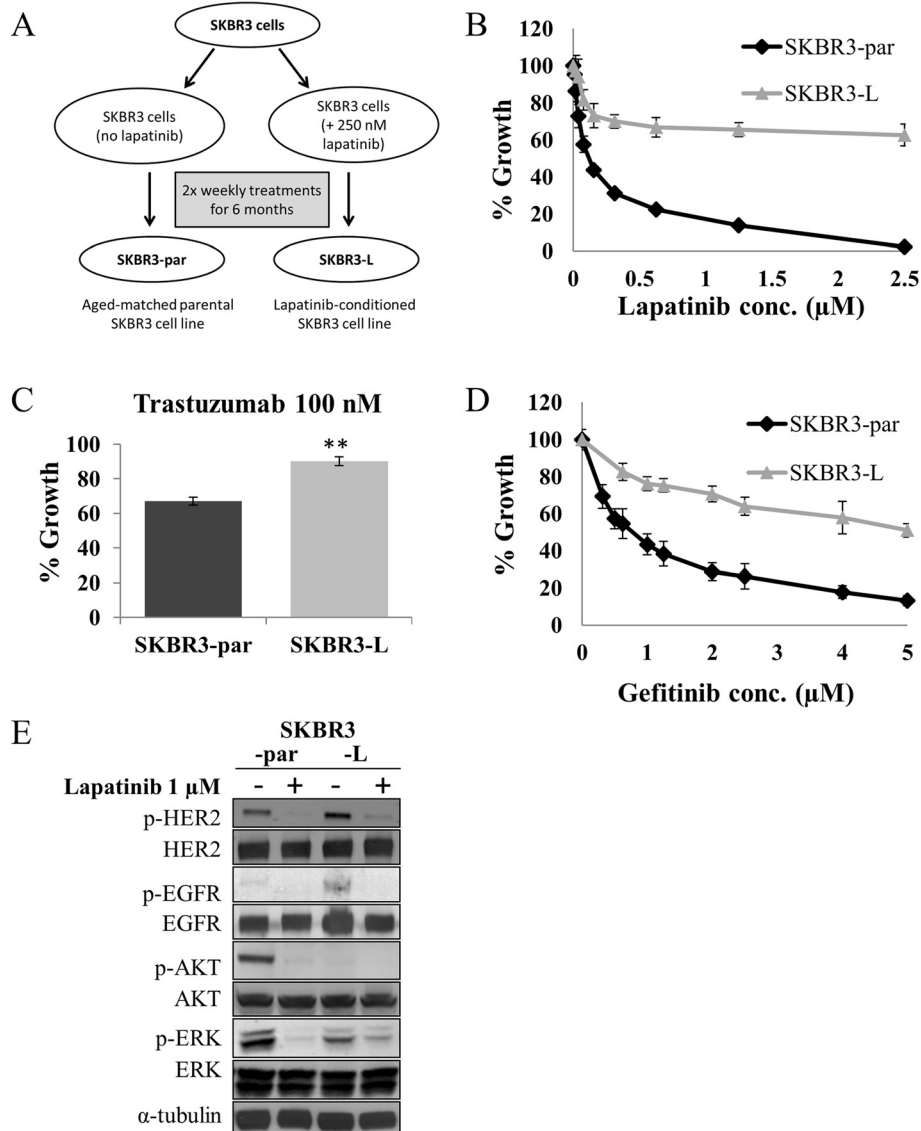 A
SKBR3 cells
SKBR3 cells
(no lapatinib)
SKBR3 cells
(+ 250 nM
lapatinib)
2x weekly treatments
for 6 months
SKBR3-par
SKBR3-L
Aged-matched parental
SKBR3 cell line
Lapatinib-conditioned
SKBR3 cell line
B
SKBR3-par
SKBR3-L
% Growth
120
100
80
60
40
20
0
0 0.5 1 1.5 2 2.5
Lapatinib conc. (µM)
C
Trastuzumab 100 nM
% Growth
100
80
60
40
20
0
**
SKBR3-par SKBR3-L
D
SKBR3-par
SKBR3-L
% Growth
120
100
80
60
40
20
0
0 1 2 3 4 5
Gefitinib conc. (µM)
E
SKBR3
-par -L
Lapatinib 1 µM - + - +
p-HER2
HER2
p-EGFR
EGFR
p-AKT
AKT
p-ERK
ERK
α-tubulin